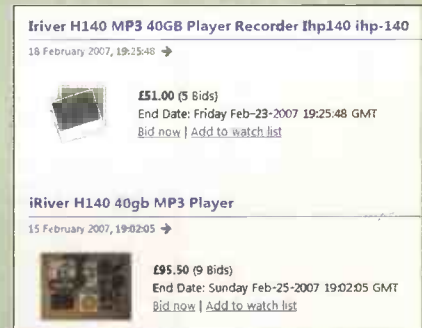 Iriver H140 MP3 40GB Player Recorder Ihp140 ihp-140
18 February 2007, 19:25:48
£51.00 (5 Bids)
End Date: Friday Feb-23-2007 19:25:48 GMT
Bid now | Add to watch list
iRiver H140 40gb MP3 Player
15 February 2007, 19:02:05
£95.50 (9 Bids)
End Date: Sunday Feb-25-2007 19:02:05 GMT
Bid now | Add to watch list